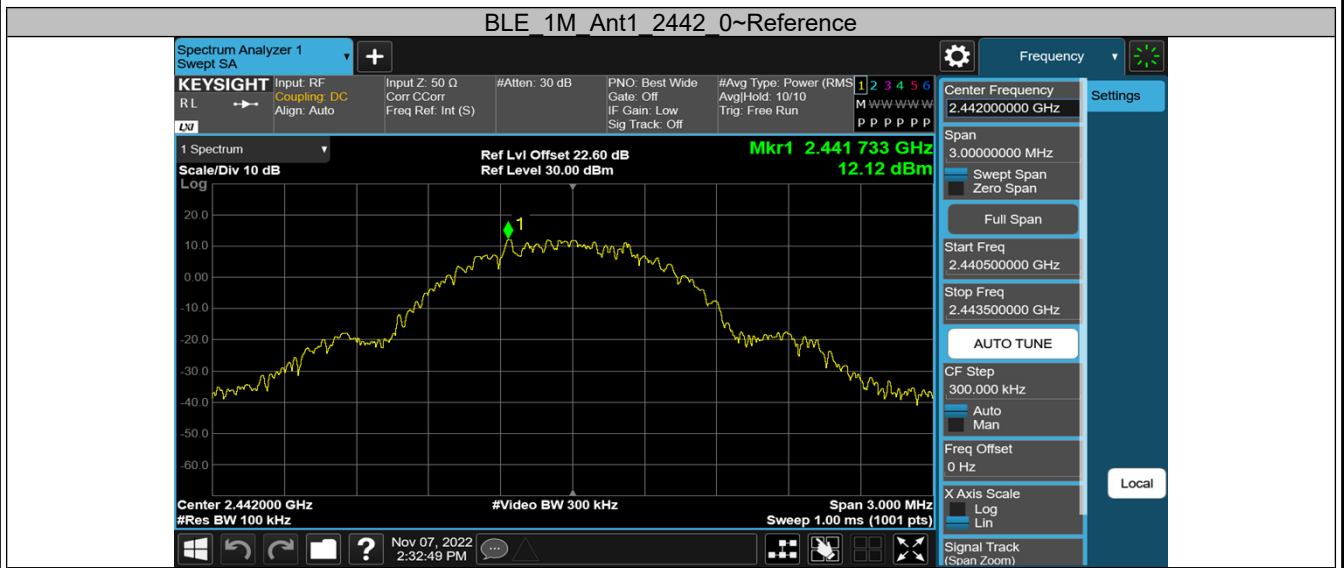 BLE_1M_Ant1_2442_0~Reference
Spectrum Analyzer 1
Swept SA
Frequency
KEYSIGHT
RL
LXI
Input: RF
Coupling: DC
Align: Auto
Input Z: 50 Ω
Corr CCorr
Freq Ref: Int (S)
#Atten: 30 dB
PNO: Best Wide
Gate: Off
IF Gain: Low
Sig Track: Off
#Avg Type: Power (RMS
Avg|Hold: 10/10
Trig: Free Run
1 2 3 4 5 6
M W W W W W
P P P P P P
1 Spectrum
Scale/Div 10 dB
Log
Ref Lvl Offset 22.60 dB
Ref Level 30.00 dBm
Mkr1 2.441 733 GHz
12.12 dBm
1
20.0
10.0
0.00
-10.0
-20.0
-30.0
-40.0
-50.0
-60.0
Center 2.442000 GHz
#Video BW 300 kHz
Span 3.000 MHz
#Res BW 100 kHz
Sweep 1.00 ms (1001 pts)
Nov 07, 2022
2:32:49 PM
Center Frequency
2.442000000 GHz
Settings
Span
3.00000000 MHz
Swept Span
Zero Span
Full Span
Start Freq
2.440500000 GHz
Stop Freq
2.443500000 GHz
AUTO TUNE
CF Step
300.000 kHz
Auto
Man
Freq Offset
0 Hz
X Axis Scale
Log
Lin
Local
Signal Track
(Span Zoom)